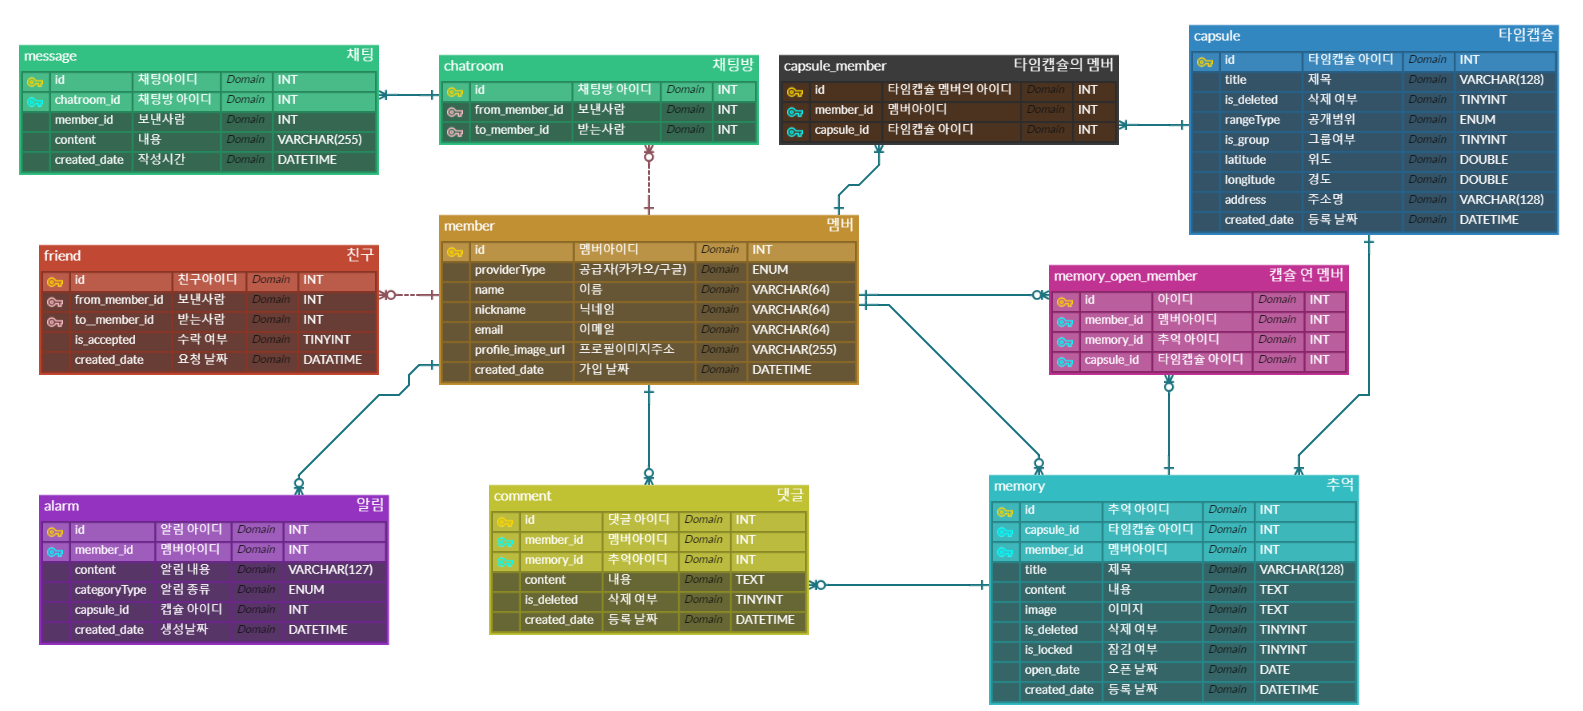 message 채팅
id 채팅아이디 Domain INT
chatroom_id 채팅방 아이디 Domain INT
member_id 보낸사람 Domain INT
content 내용 Domain VARCHAR(255)
created_date 작성시간 Domain DATETIME
chatroom 채팅방
id 채팅방 아이디 Domain INT
from_member_id 보낸사람 Domain INT
to_member_id 받는사람 Domain INT
capsule_member 타임캡슐의 멤버
id 타임캡슐 멤버의 아이디 Domain INT
member_id 멤버아이디 Domain INT
capsule_id 타임캡슐 아이디 Domain INT
capsule 타임캡슐
id 타임캡슐 아이디 Domain INT
title 제목 Domain VARCHAR(128)
is_deleted 삭제 여부 Domain TINYINT
rangeType 공개범위 Domain ENUM
is_group 그룹여부 Domain TINYINT
latitude 위도 Domain DOUBLE
longitude 경도 Domain DOUBLE
address 주소명 Domain VARCHAR(128)
created_date 등록 날짜 Domain DATETIME
friend 친구
id 친구아이디 Domain INT
from_member_id 보낸사람 Domain INT
to__member_id 받는사람 Domain INT
is_accepted 수락 여부 Domain TINYINT
created_date 요청 날짜 Domain DATATIME
member 멤버
id 멤버아이디 Domain INT
providerType 공급자(카카오/구글) Domain ENUM
name 이름 Domain VARCHAR(64)
nickname 닉네임 Domain VARCHAR(64)
email 이메일 Domain VARCHAR(64)
profile_image_url 프로필이미지주소 Domain VARCHAR(255)
created_date 가입 날짜 Domain DATETIME
memory_open_member 캡슐 연 멤버
id 아이디 Domain INT
member_id 멤버아이디 Domain INT
memory_id 추억 아이디 Domain INT
capsule_id 타임캡슐 아이디 Domain INT
alarm 알림
id 알림 아이디 Domain INT
member_id 멤버아이디 Domain INT
content 알림 내용 Domain VARCHAR(127)
categoryType 알림 종류 Domain ENUM
capsule_id 캡슐 아이디 Domain INT
created_date 생성날짜 Domain DATETIME
comment 댓글
id 댓글 아이디 Domain INT
member_id 멤버아이디 Domain INT
memory_id 추억아이디 Domain INT
content 내용 Domain TEXT
is_deleted 삭제 여부 Domain TINYINT
created_date 등록 날짜 Domain DATETIME
memory 추억
id 추억 아이디 Domain INT
capsule_id 타임캡슐 아이디 Domain INT
member_id 멤버아이디 Domain INT
title 제목 Domain VARCHAR(128)
content 내용 Domain TEXT
image 이미지 Domain TEXT
is_deleted 삭제 여부 Domain TINYINT
is_locked 잠김 여부 Domain TINYINT
open_date 오픈 날짜 Domain DATE
created_date 등록 날짜 Domain DATETIME